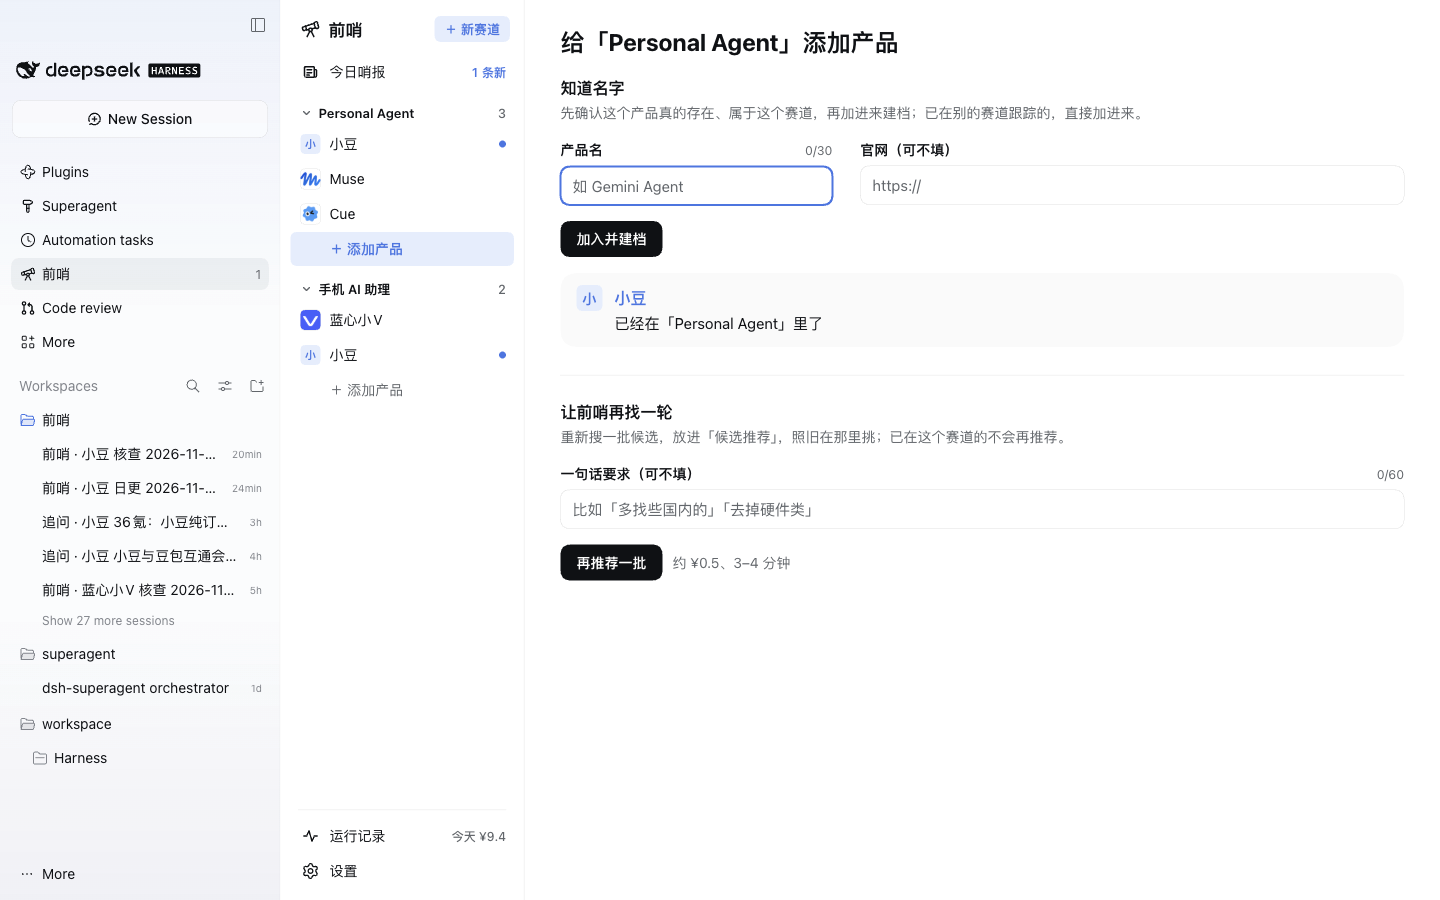 deepseek HARNESS
New Session
Plugins
Superagent
Automation tasks
前哨 1
Code review
More
Workspaces
前哨
前哨 · 小豆 核查 2026-11-... 20min
前哨 · 小豆 日更 2026-11-... 24min
追问 · 小豆 36氪：小豆纯订... 3h
追问 · 小豆 小豆与豆包互通会... 4h
前哨 · 蓝心小V 核查 2026-11... 5h
Show 27 more sessions
superagent
dsh-superagent orchestrator 1d
workspace
Harness
More
前哨
+ 新赛道
今日哨报 1 条新
Personal Agent 3
小 小豆
Muse
Cue
+ 添加产品
手机 AI 助理 2
蓝心小V
小 小豆
+ 添加产品
运行记录 今天 ¥9.4
设置
给「Personal Agent」添加产品
知道名字
先确认这个产品真的存在、属于这个赛道，再加进来建档；已在别的赛道跟踪的，直接加进来。
产品名 0/30 官网（可不填）
如 Gemini Agent https://
加入并建档
小 小豆
已经在「Personal Agent」里了
让前哨再找一轮
重新搜一批候选，放进「候选推荐」，照旧在那里挑；已在这个赛道的不会再推荐。
一句话要求（可不填） 0/60
比如「多找些国内的」「去掉硬件类」
再推荐一批 约 ¥0.5、3–4 分钟